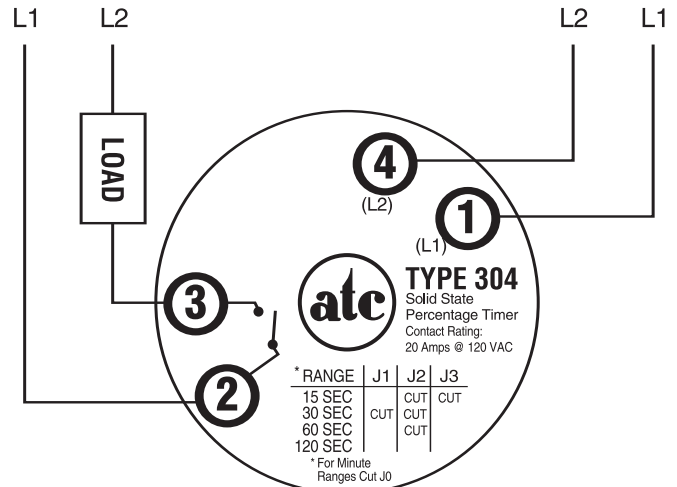 L1 L2 L2 L1
LOAD
4
(L2)
1
(L1)
3
atc
TYPE 304
Solid State
Percentage Timer
Contact Rating:
20 Amps @ 120 VAC
2
* RANGE J1 J2 J3
15 SEC CUT CUT
30 SEC CUT CUT
60 SEC CUT
120 SEC
* For Minute
Ranges Cut J0